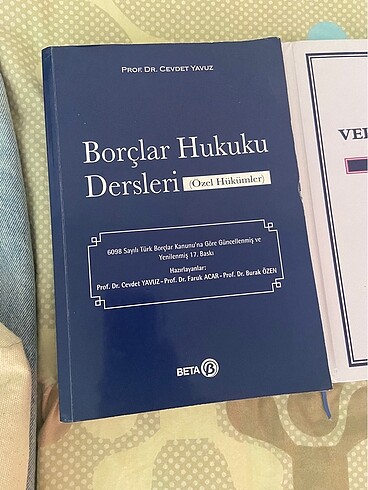 PROF. DR. CEVDET YAVUZ
Borçlar Hukuku
Dersleri (Özel Hükümler)
6098 Sayılı Türk Borçlar Kanunu'na Göre Güncellenmiş ve
Yenilenmiş 17. Baskı
Hazırlayanlar:
Prof. Dr. Cevdet YAVUZ - Prof. Dr. Faruk ACAR - Prof. Dr. Burak ÖZEN
BETA β